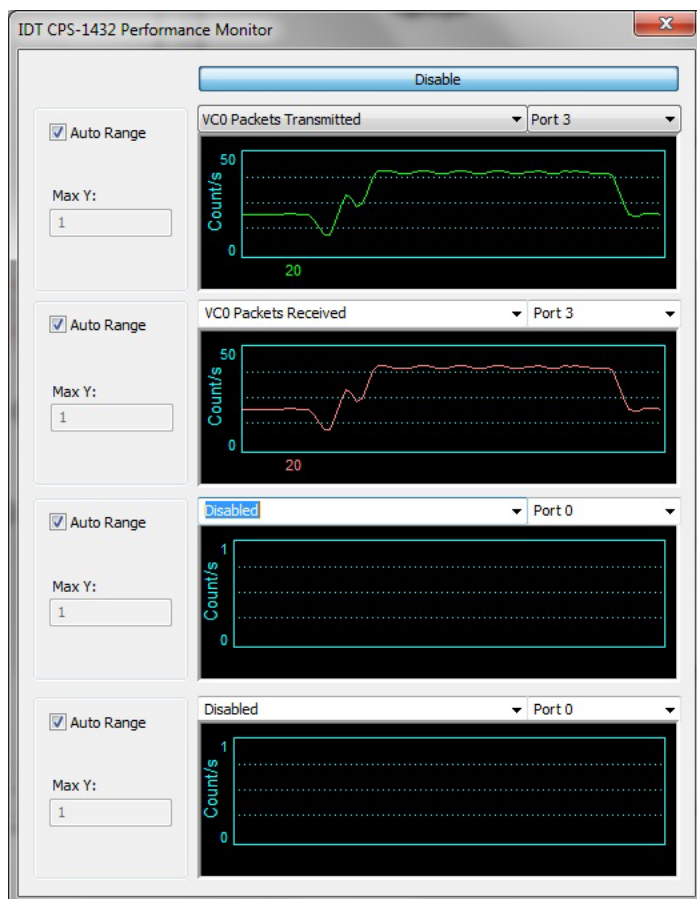 IDT CPS-1432 Performance Monitor
Disable
Auto Range
Max Y:
1
VC0 Packets Transmitted
Port 3
50
Count/s
0
20
Auto Range
Max Y:
1
VC0 Packets Received
Port 3
50
Count/s
0
20
Auto Range
Max Y:
1
Disabled
Port 0
1
Count/s
0
Auto Range
Max Y:
1
Disabled
Port 0
1
Count/s
0